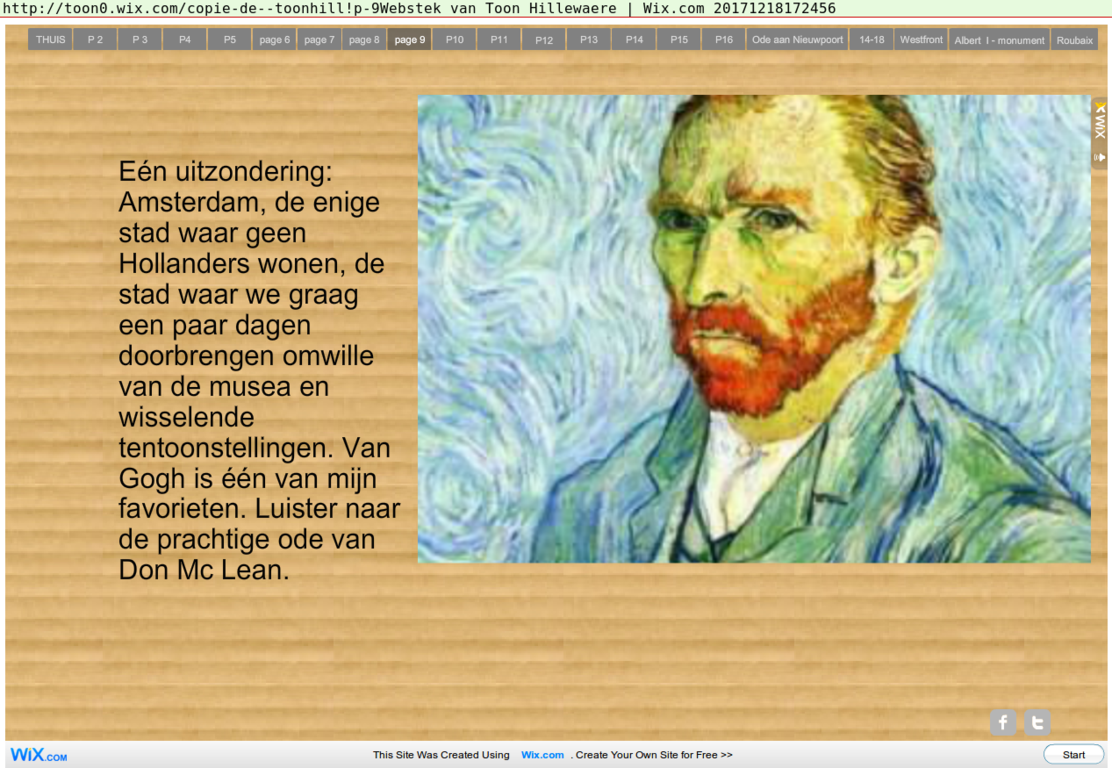 http://toon0.wix.com/copie-de--toonhill!p-9Webstek van Toon Hillewaere | Wix.com 20171218172456
THUIS P 2 P 3 P4 P5 page 6 page 7 page 8 page 9 P10 P11 P12 P13 P14 P15 P16 Ode aan Nieuwpoort 14-18 Westfront Albert I - monument Roubaix
WiX
Eén uitzondering:
Amsterdam, de enige
stad waar geen
Hollanders wonen, de
stad waar we graag
een paar dagen
doorbrengen omwille
van de musea en
wisselende
tentoonstellingen. Van
Gogh is één van mijn
favorieten. Luister naar
de prachtige ode van
Don Mc Lean.
WiX.COM This Site Was Created Using Wix.com . Create Your Own Site for Free >> Start